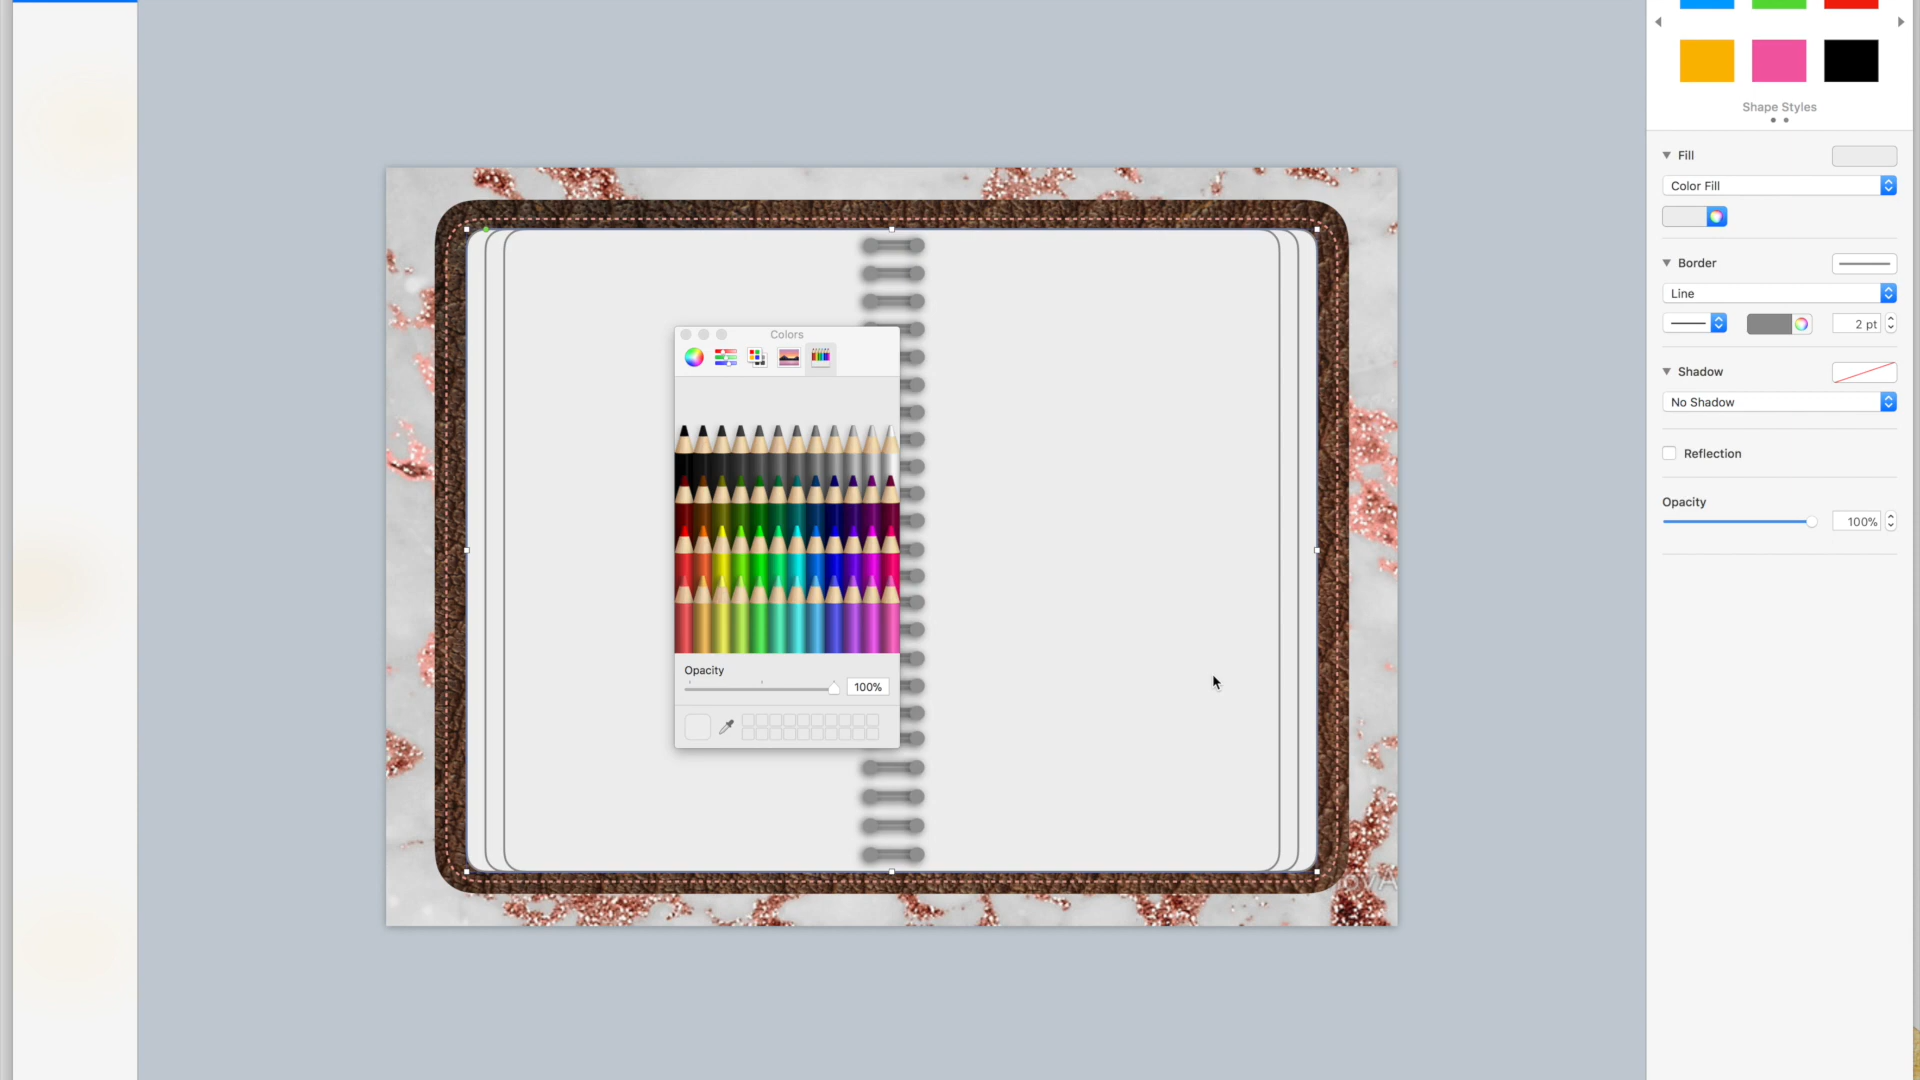 Shape Styles
Fill
Color Fill
Border
Line
2 pt
Shadow
No Shadow
Reflection
Opacity
100%
Colors
Opacity
100%